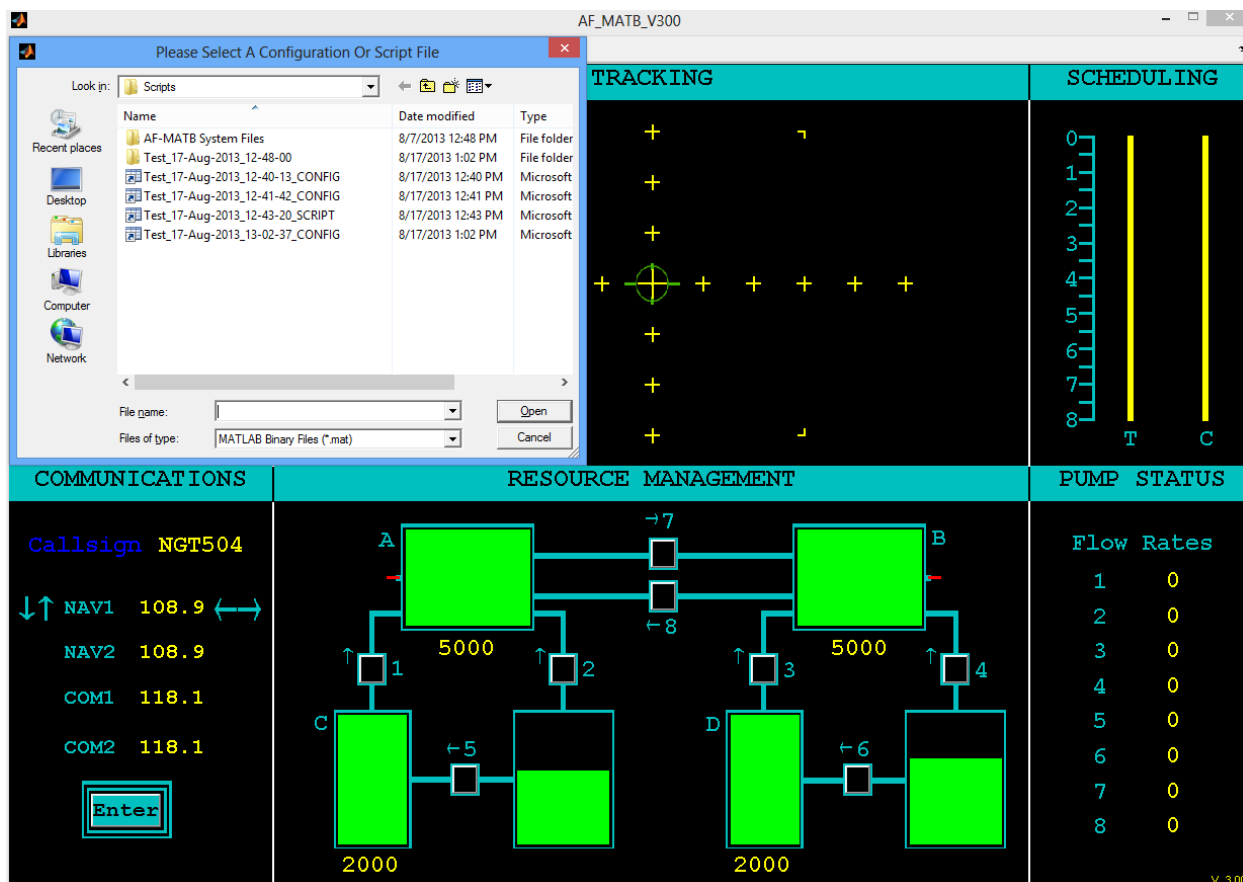 AF_MATB_V300
Please Select A Configuration Or Script File
Look in: Scripts
Name Date modified Type
AF-MATB System Files 8/7/2013 12:48 PM File folder
Test_17-Aug-2013_12-48-00 8/17/2013 1:02 PM File folder
Test_17-Aug-2013_12-40-13_CONFIG 8/17/2013 12:40 PM Microsoft
Test_17-Aug-2013_12-41-42_CONFIG 8/17/2013 12:41 PM Microsoft
Test_17-Aug-2013_12-43-20_SCRIPT 8/17/2013 12:43 PM Microsoft
Test_17-Aug-2013_13-02-37_CONFIG 8/17/2013 1:02 PM Microsoft
Recent places
Desktop
Libraries
Computer
Network
File name: Open
Files of type: MATLAB Binary Files (*.mat) Cancel
TRACKING
SCHEDULING
0
1
2
3
4
5
6
7
8
T C
COMMUNICATIONS
Callsign NGT504
↓↑ NAV1 108.9 ←→
NAV2 108.9
COM1 118.1
COM2 118.1
Enter
RESOURCE MANAGEMENT
→7
A B
←8
5000 5000
↑ 1 ↑ 2 ↑ 3 ↑ 4
C D
←5 ←6
2000 2000
PUMP STATUS
Flow Rates
1 0
2 0
3 0
4 0
5 0
6 0
7 0
8 0
V 3.00